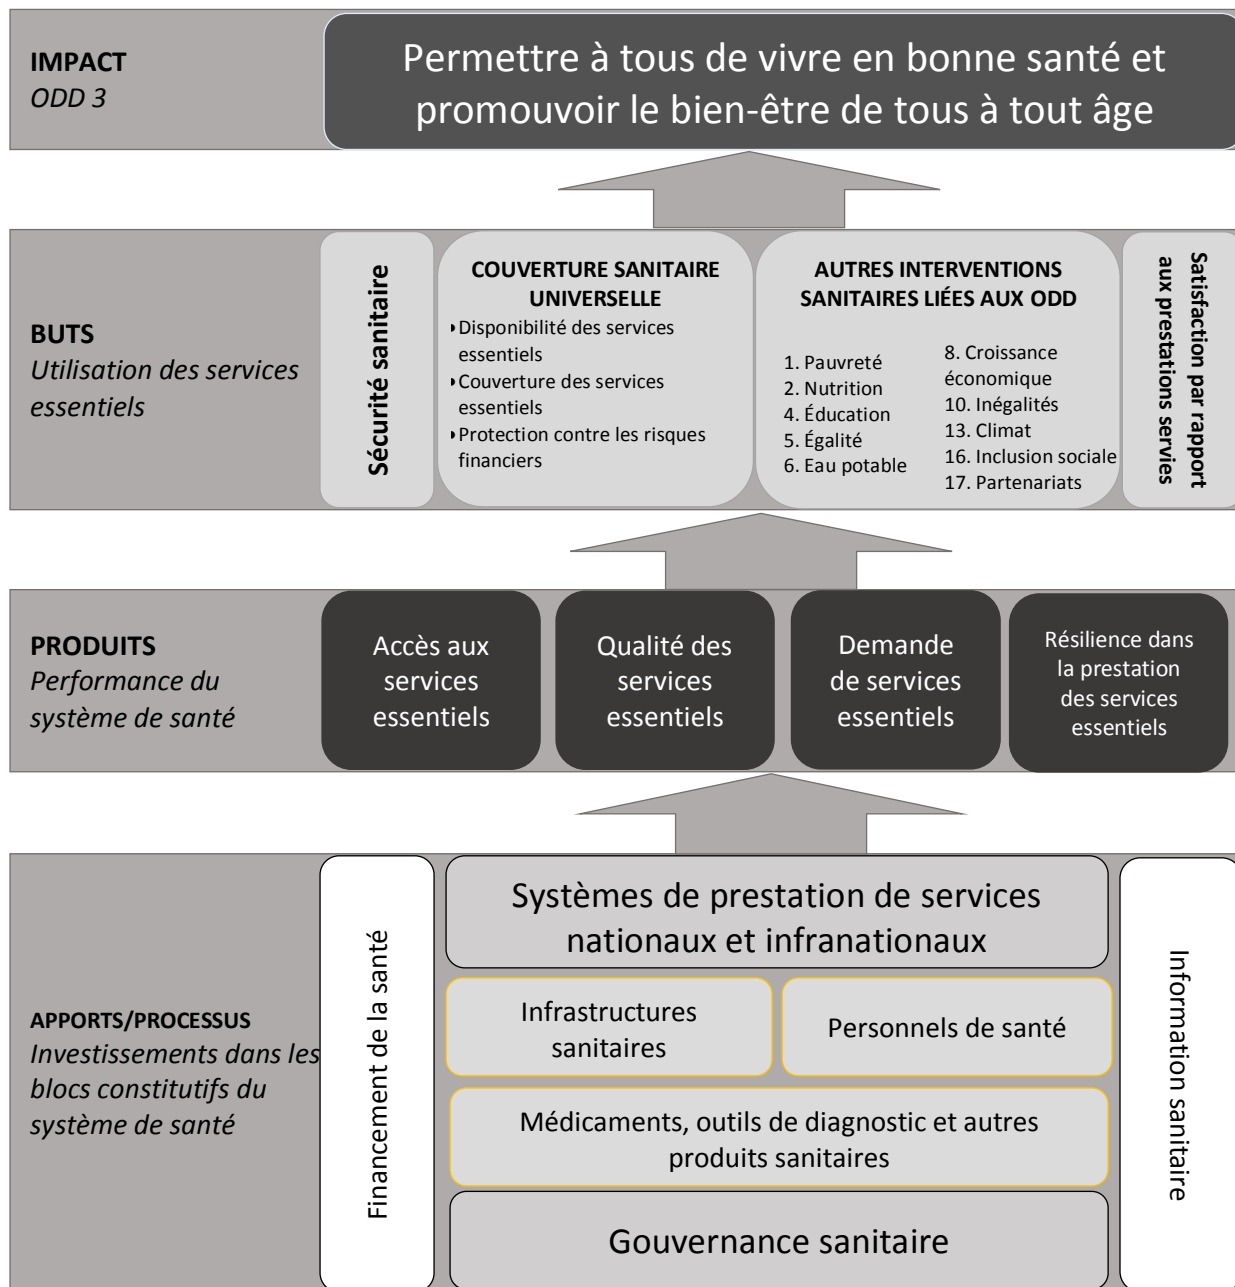 IMPACT
ODD 3
Permettre à tous de vivre en bonne santé et
promouvoir le bien-être de tous à tout âge
BUTS
Utilisation des services
essentiels
Sécurité sanitaire
COUVERTURE SANITAIRE
UNIVERSELLE
Disponibilité des services
essentiels
Couverture des services
essentiels
Protection contre les risques
financiers
AUTRES INTERVENTIONS
SANITAIRES LIÉES AUX ODD
1. Pauvreté
2. Nutrition
4. Éducation
5. Égalité
6. Eau potable
8. Croissance
économique
10. Inégalités
13. Climat
16. Inclusion sociale
17. Partenariats
Satisfaction par rapport
aux prestations servies
PRODUITS
Performance du
système de santé
Accès aux
services
essentiels
Qualité des
services
essentiels
Demande
de services
essentiels
Résilience dans
la prestation
des services
essentiels
APPORTS/PROCESSUS
Investissements dans les
blocs constitutifs du
système de santé
Financement de la santé
Systèmes de prestation de services
nationaux et infranationaux
Infrastructures
sanitaires
Personnels de santé
Médicaments, outils de diagnostic et autres
produits sanitaires
Gouvernance sanitaire
Information sanitaire